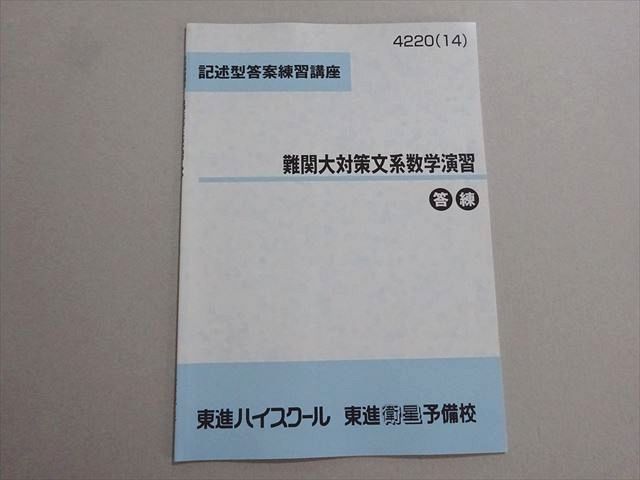 4220(14)
記述型答案練習講座
難関大対策文系数学演習
答練
東進ハイスクール 東進衛星予備校